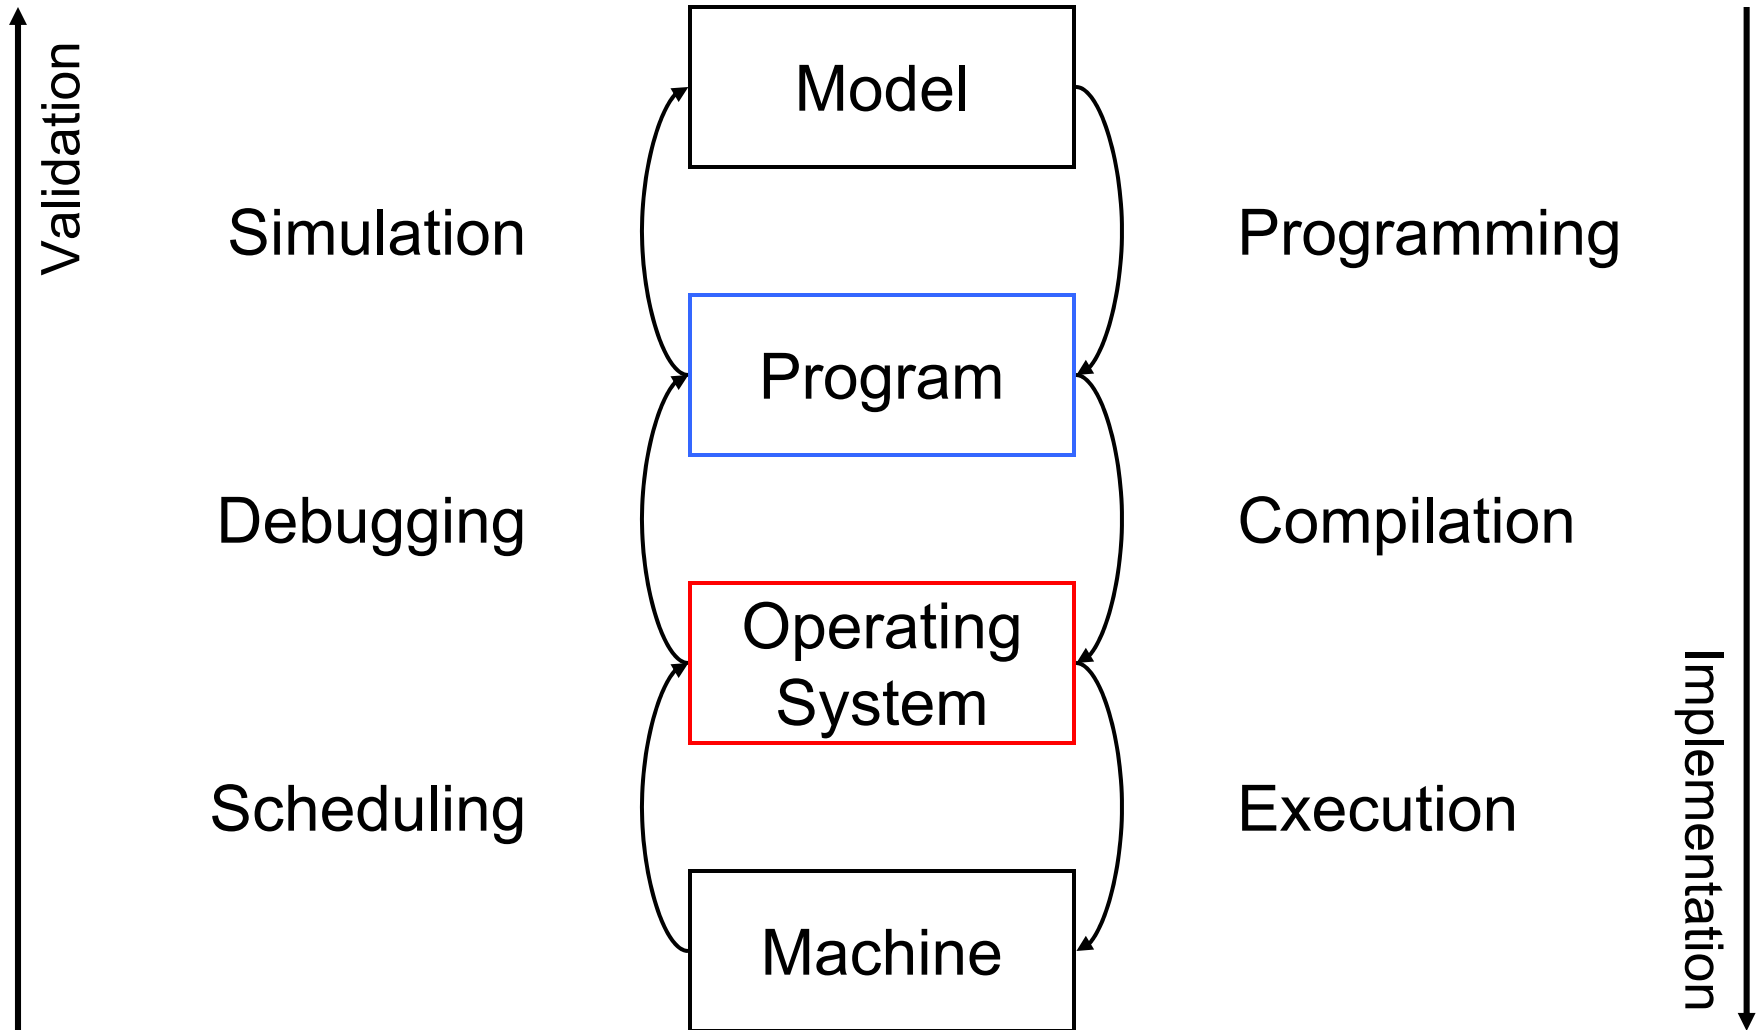 Validation
Model
Simulation
Programming
Program
Debugging
Compilation
Operating
System
Scheduling
Execution
Machine
Implementation